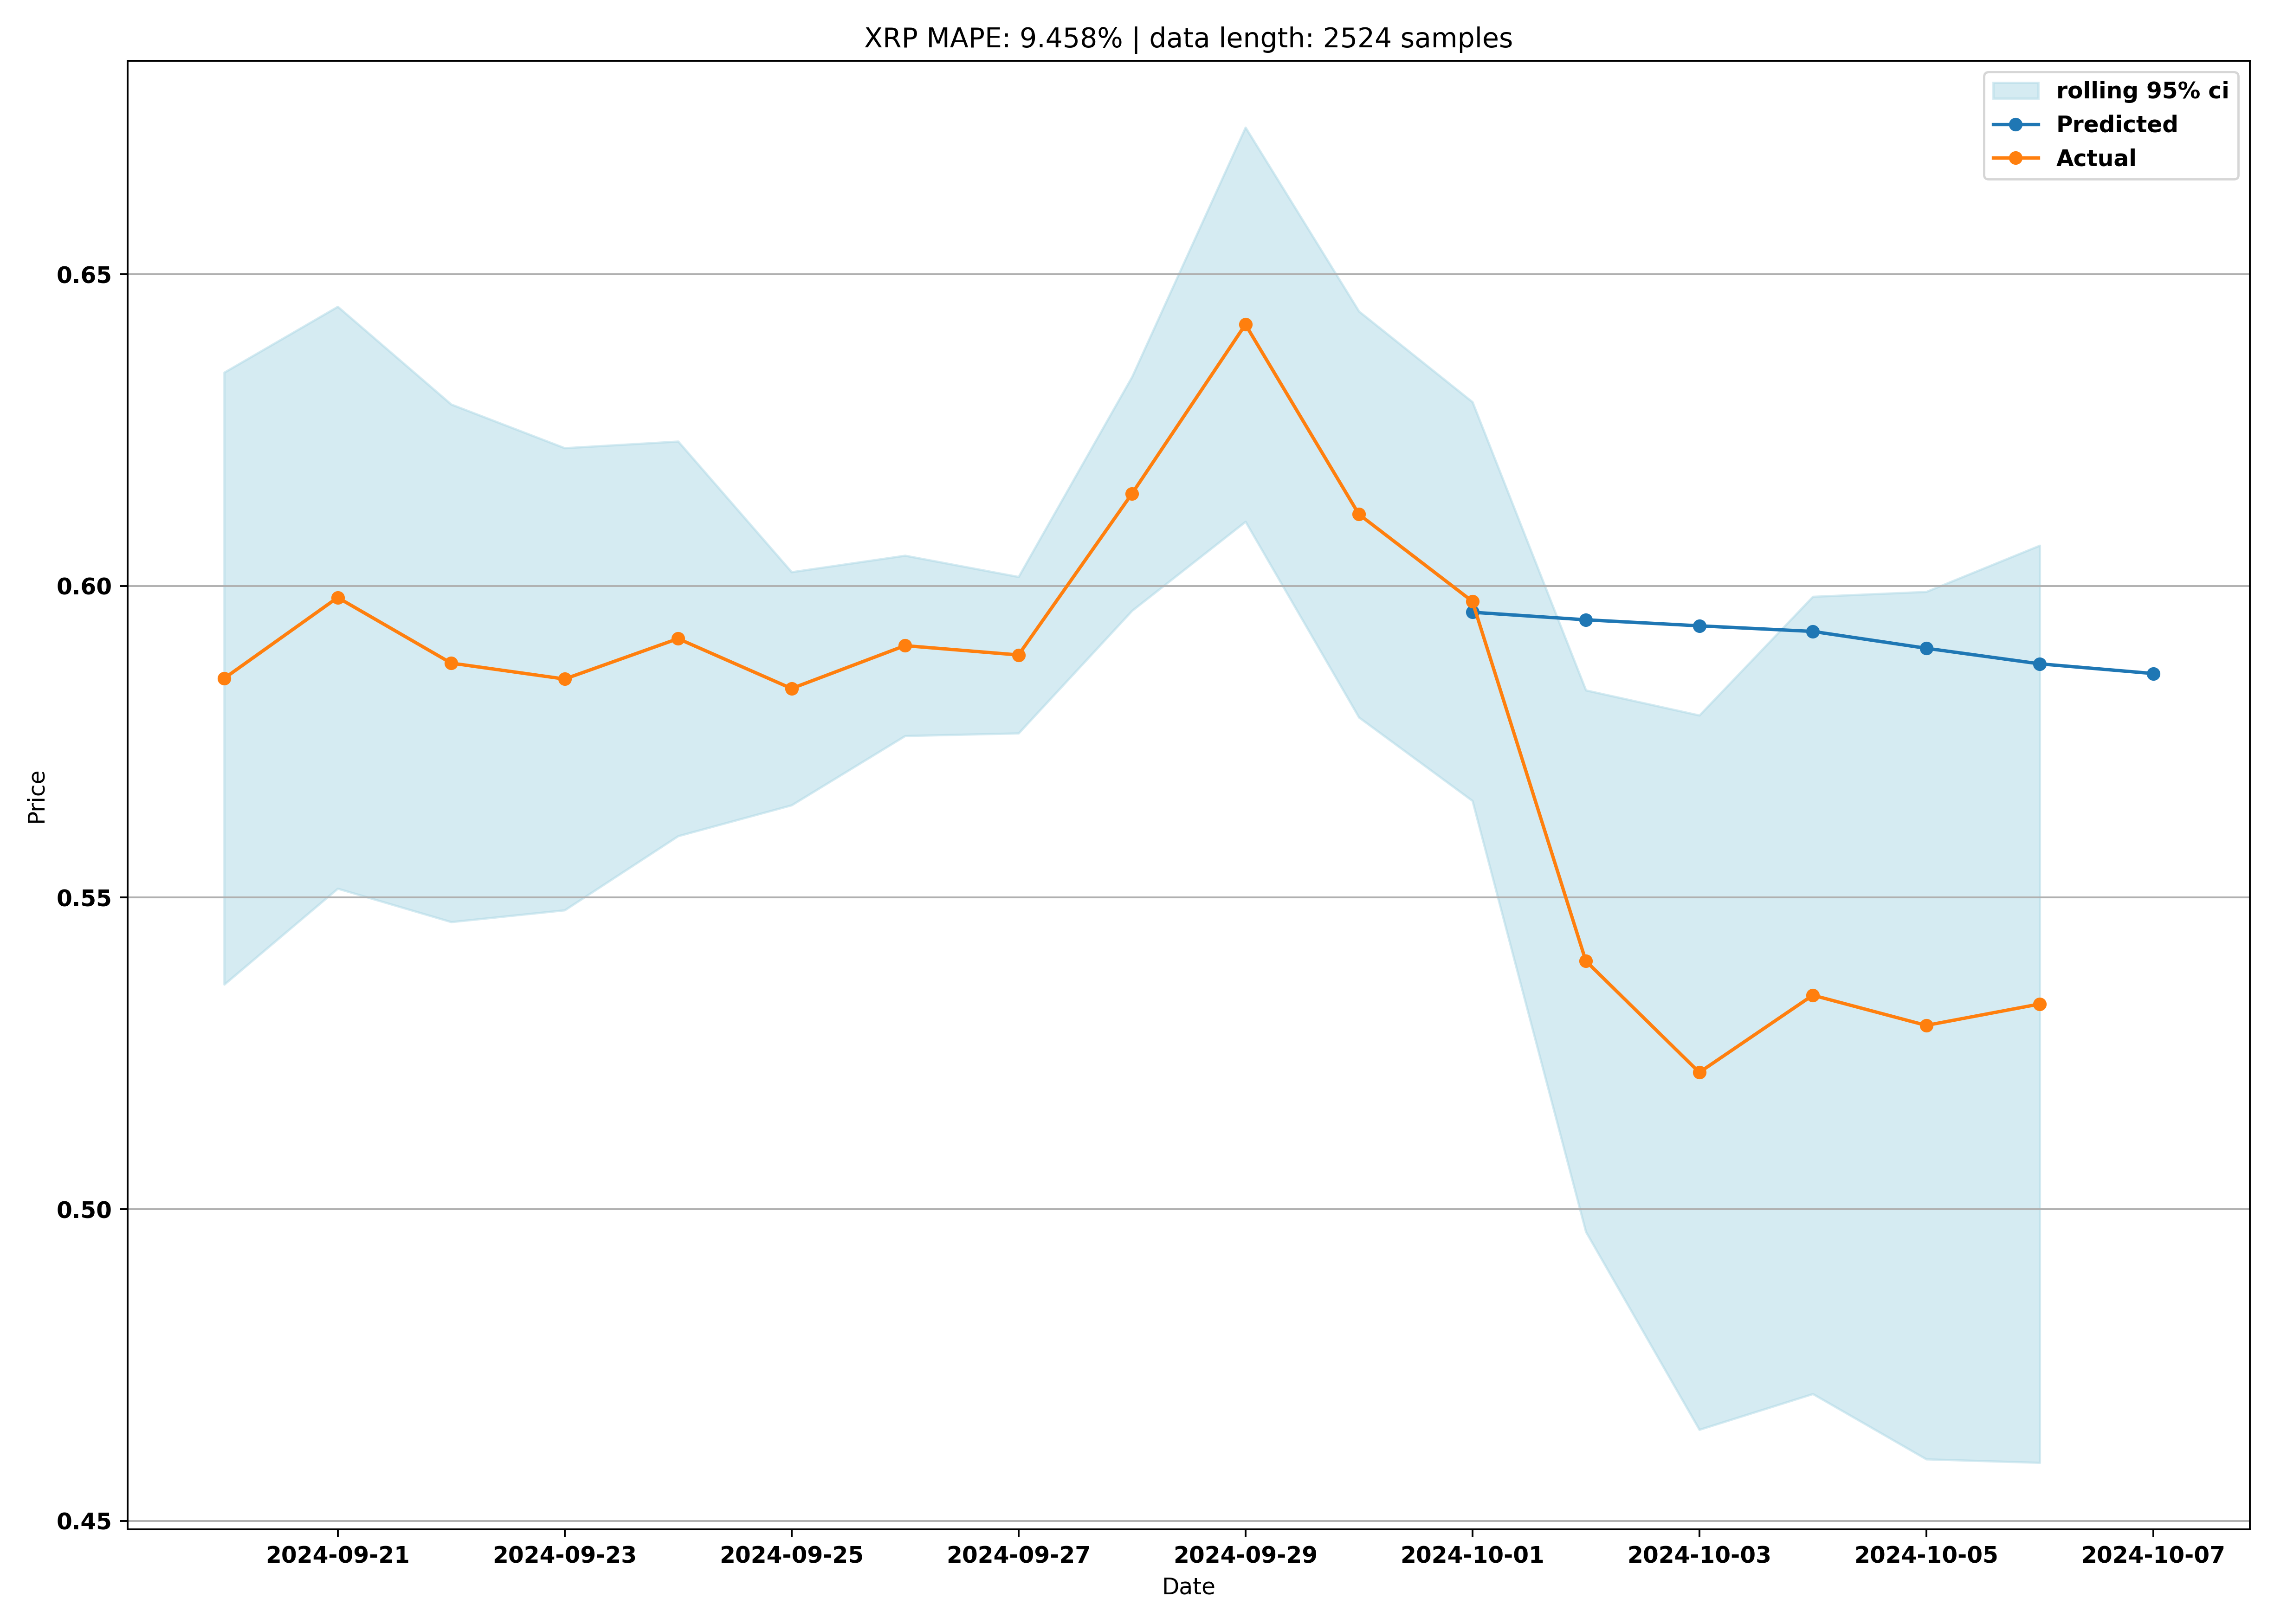 XRP MAPE: 9.458% | data length: 2524 samples
rolling 95% ci
Predicted
Actual
0.65
0.60
0.55
0.50
0.45
Price
2024-09-21 2024-09-23 2024-09-25 2024-09-27 2024-09-29 2024-10-01 2024-10-03 2024-10-05 2024-10-07
Date